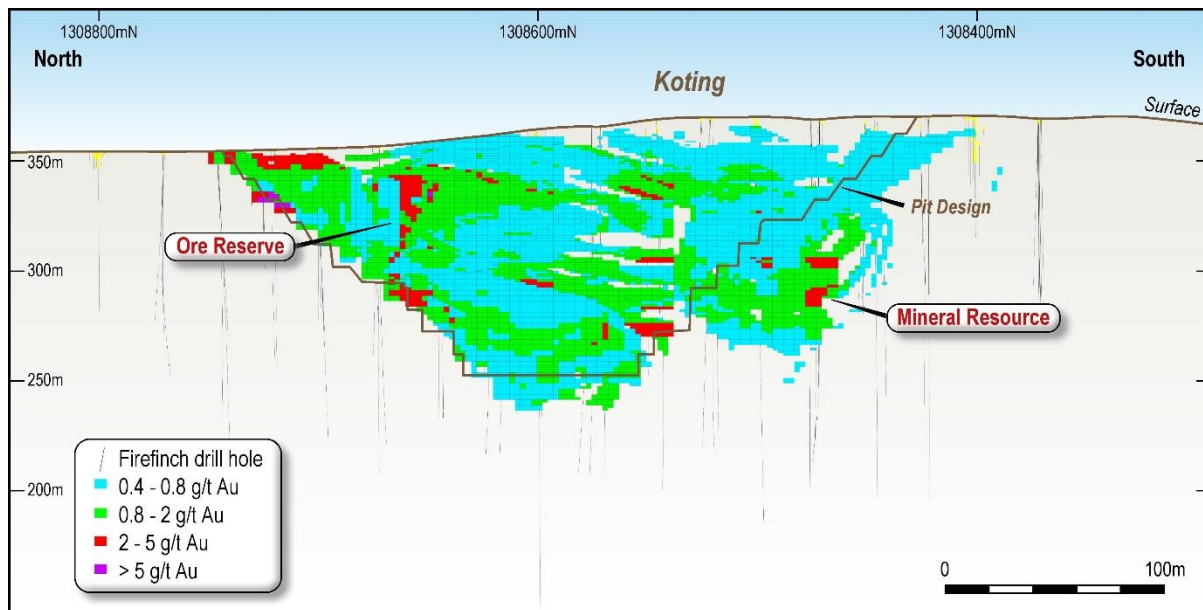 1308800mN
1308600mN
1308400mN
North
South
Koting
Surface
350m
Pit Design
Ore Reserve
300m
Mineral Resource
250m
Firefinch drill hole
0.4 - 0.8 g/t Au
0.8 - 2 g/t Au
2 - 5 g/t Au
> 5 g/t Au
200m
0
100m